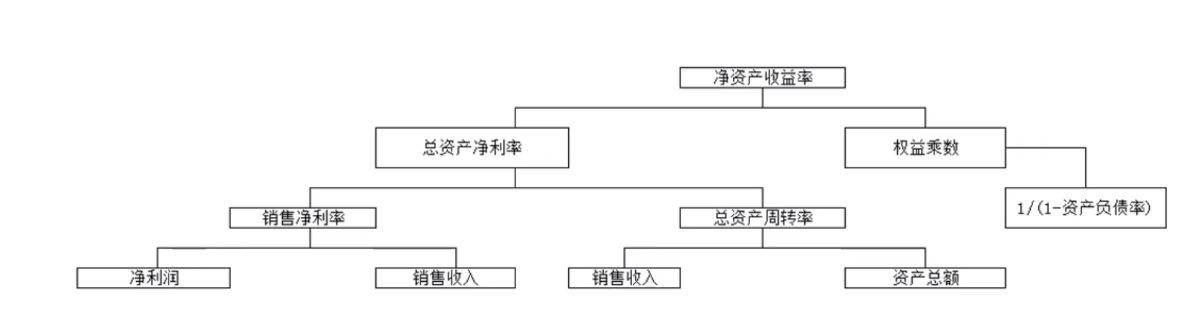 净资产收益率
总资产净利率
权益乘数
1/(1-资产负债率)
销售净利率
总资产周转率
净利润
销售收入
销售收入
资产总额